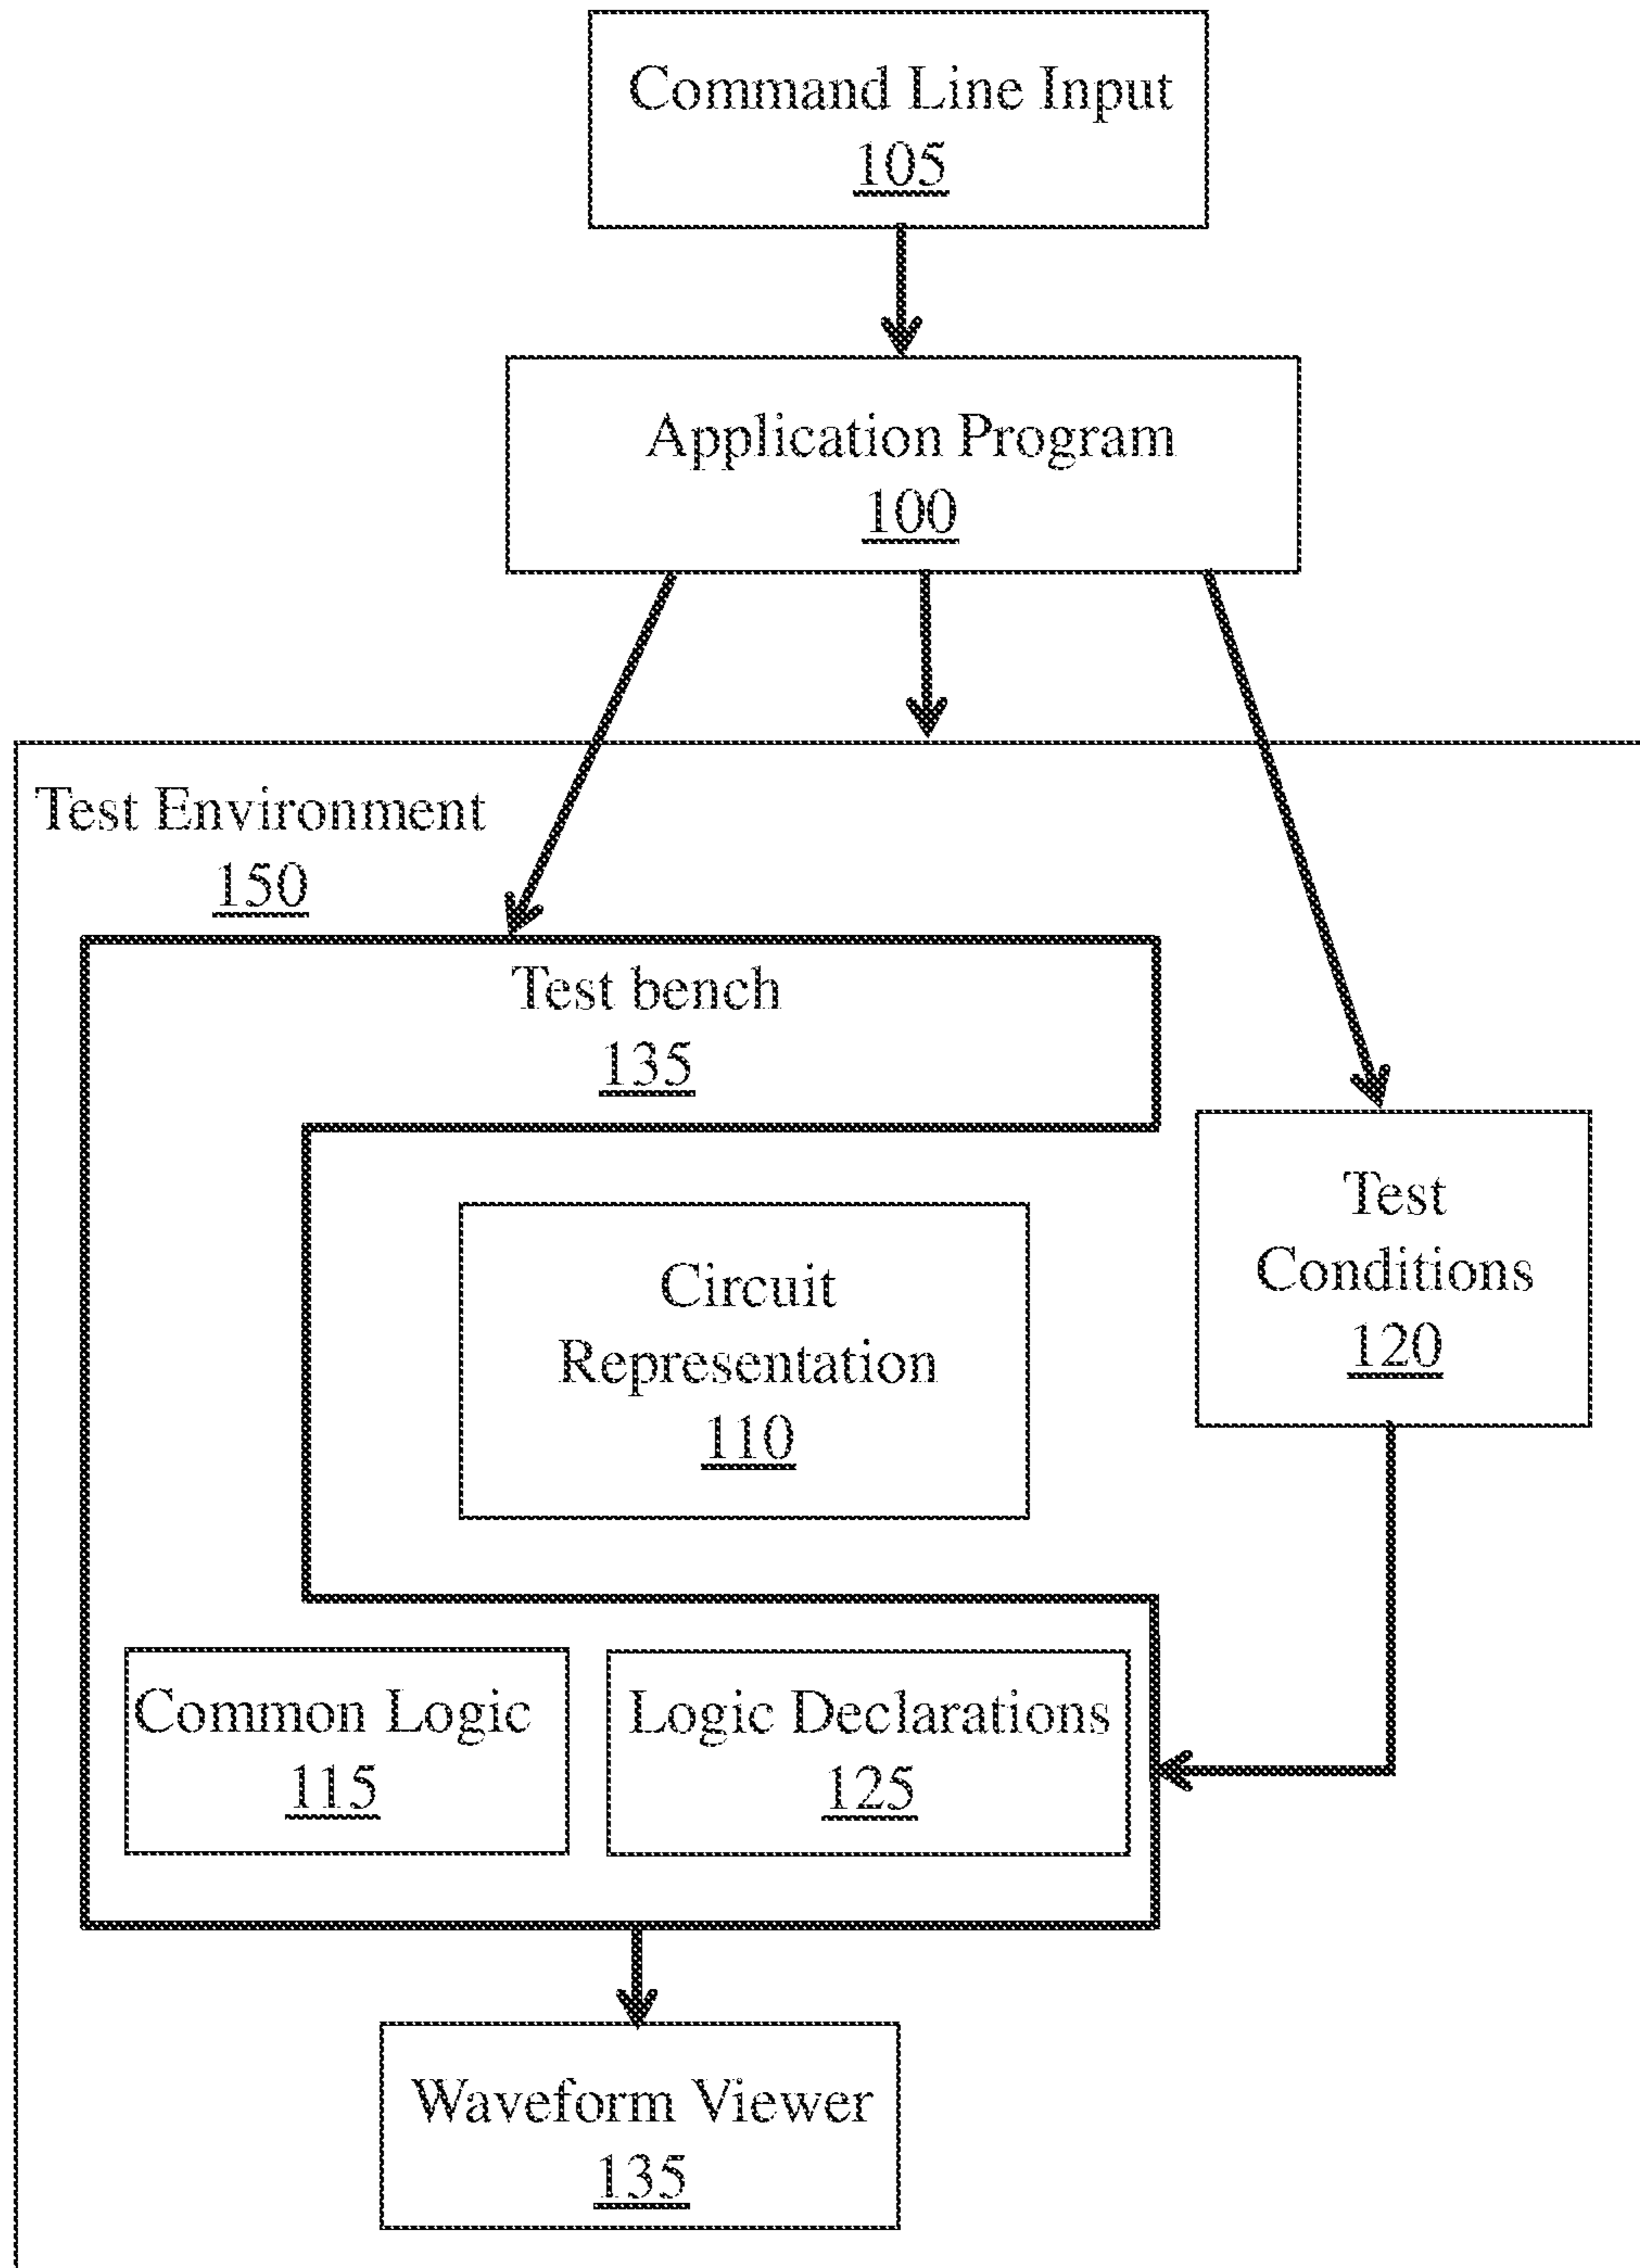 Command Line Input
105
Application Program
100
Test Environment
150
Test bench
135
Circuit
Representation
110
Test
Conditions
120
Common Logic
115
Logic Declarations
125
Waveform Viewer
135